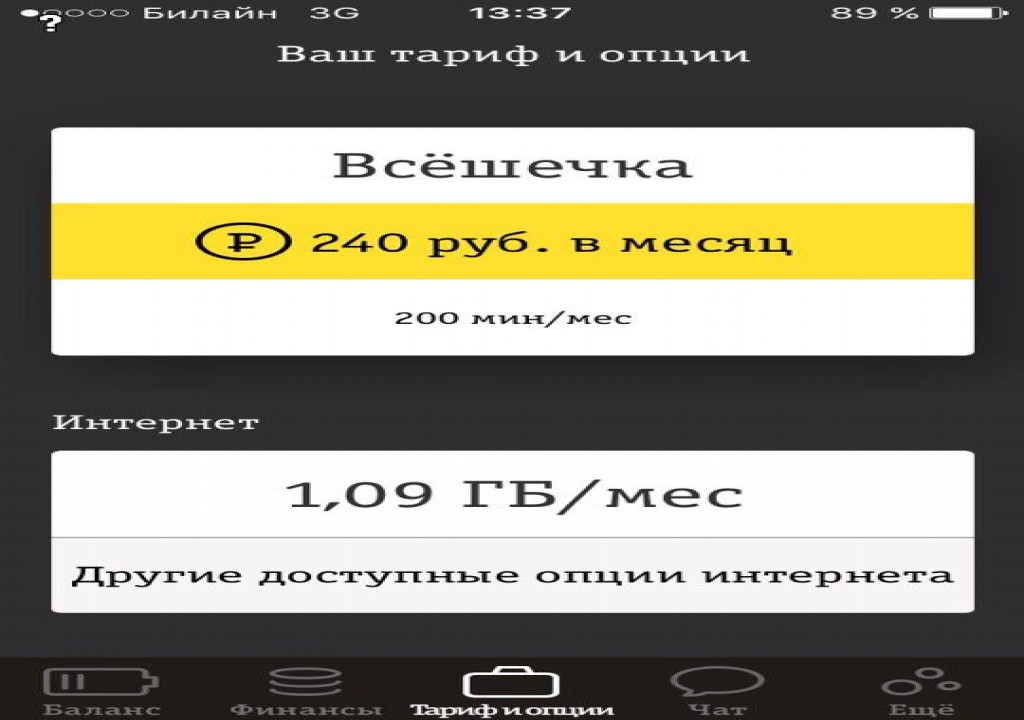 Билайн 3G 13:37 89 %
?
Ваш тариф и опции
Всёшечка
₽ 240 руб. в месяц
200 мин/мес
Интернет
1,09 ГБ/мес
Другие доступные опции интернета
Баланс Финансы Тариф и опции Чат Ещё